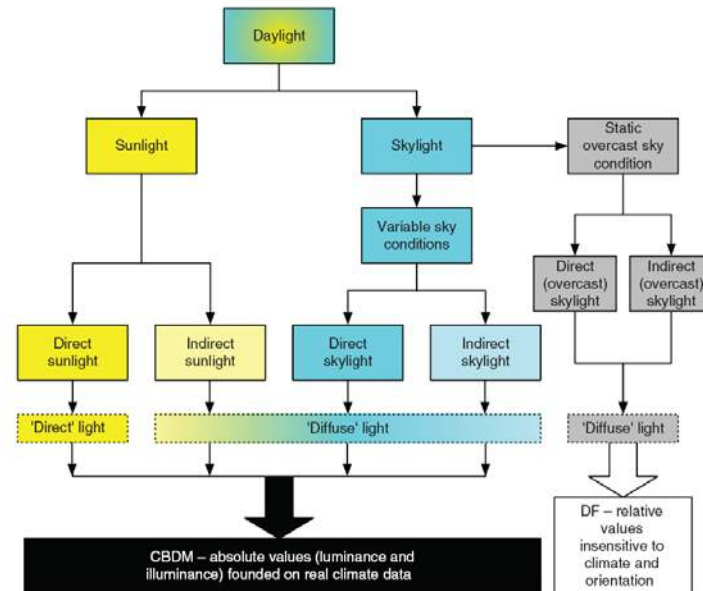 Daylight
Sunlight
Skylight
Static
overcast sky
condition
Variable sky
conditions
Direct
(overcast)
skylight
Indirect
(overcast)
skylight
Direct
sunlight
Indirect
sunlight
Direct
skylight
Indirect
skylight
'Direct' light
'Diffuse' light
'Diffuse' light
CBDM – absolute values (luminance and
illuminance) founded on real climate data
DF – relative
values
insensitive to
climate and
orientation